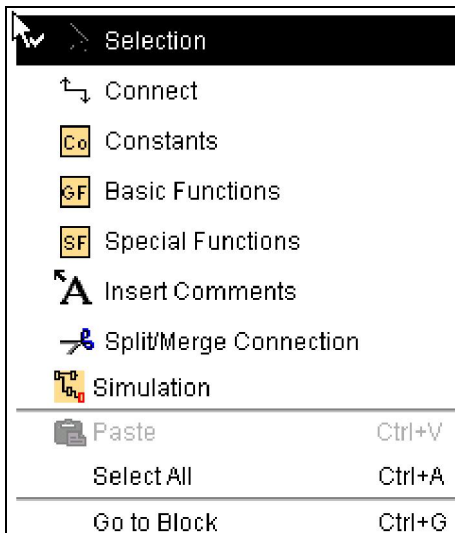 Selection
Connect
Co Constants
GF Basic Functions
SF Special Functions
A Insert Comments
Split/Merge Connection
Simulation
Paste Ctrl+V
Select All Ctrl+A
Go to Block Ctrl+G